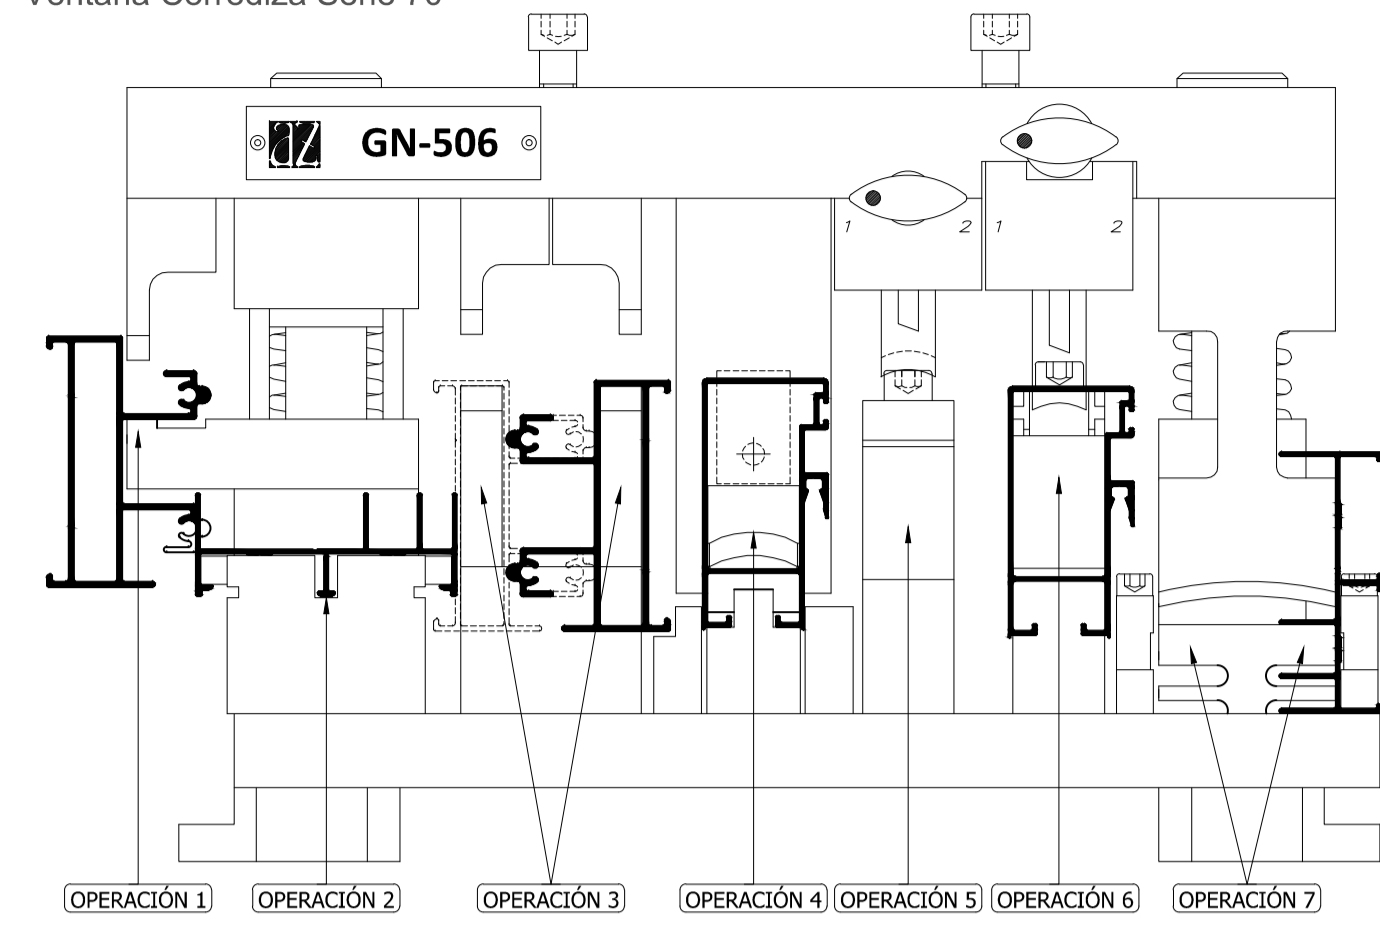 Ventana Corrediza Serie 70
az GN-506
1 2
1 2
OPERACIÓN 1
OPERACIÓN 2
OPERACIÓN 3
OPERACIÓN 4
OPERACIÓN 5
OPERACIÓN 6
OPERACIÓN 7